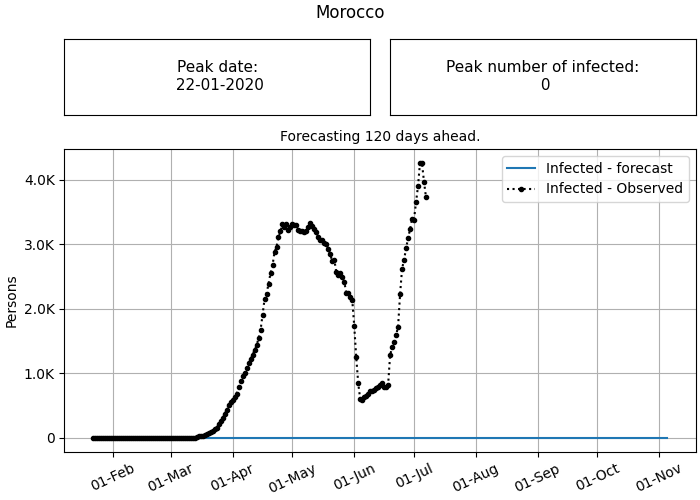 Morocco
Peak date:
22-01-2020
Peak number of infected:
0
Forecasting 120 days ahead.
Infected - forecast
Infected - Observed
Persons
4.0K
3.0K
2.0K
1.0K
0
01-Feb
01-Mar
01-Apr
01-May
01-Jun
01-Jul
01-Aug
01-Sep
01-Oct
01-Nov